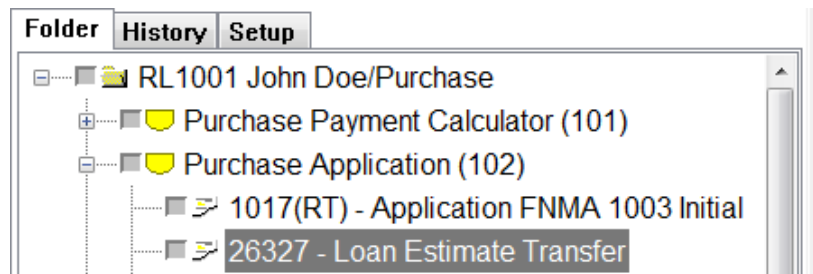 Folder History Setup
RL1001 John Doe/Purchase
Purchase Payment Calculator (101)
Purchase Application (102)
1017(RT) - Application FNMA 1003 Initial
26327 - Loan Estimate Transfer